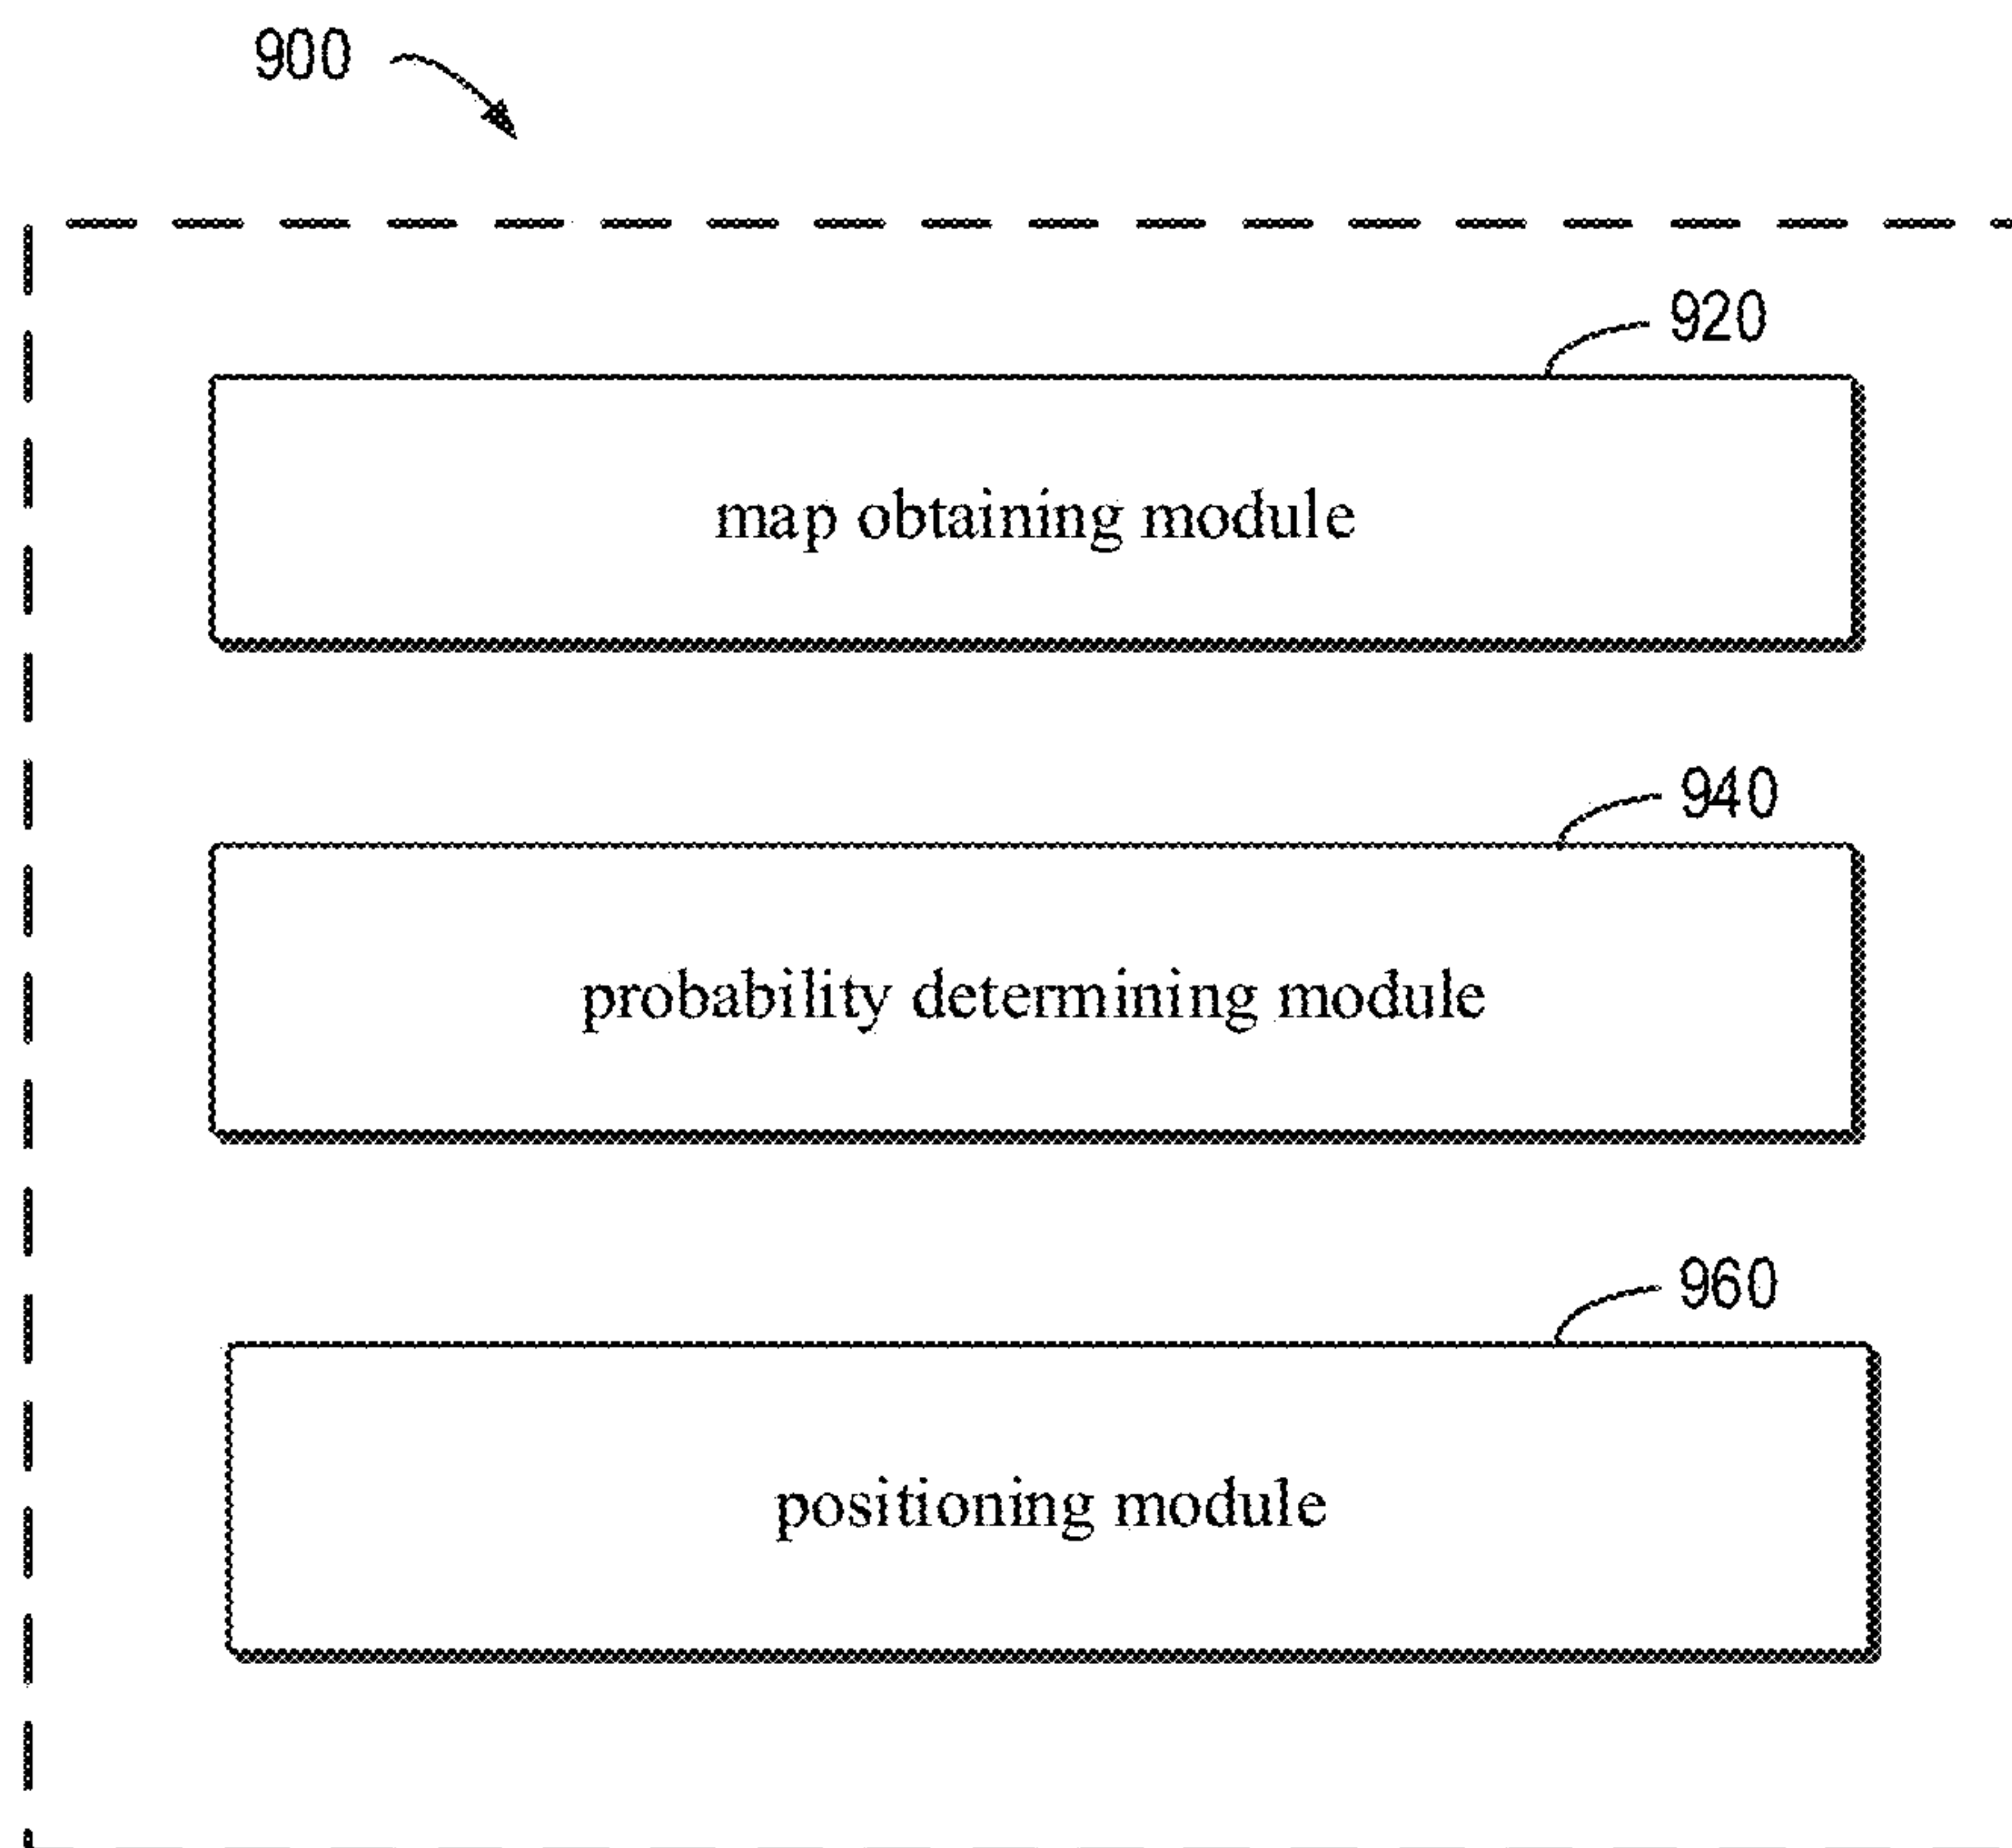 900
920
map obtaining module
940
probability determining module
960
positioning module